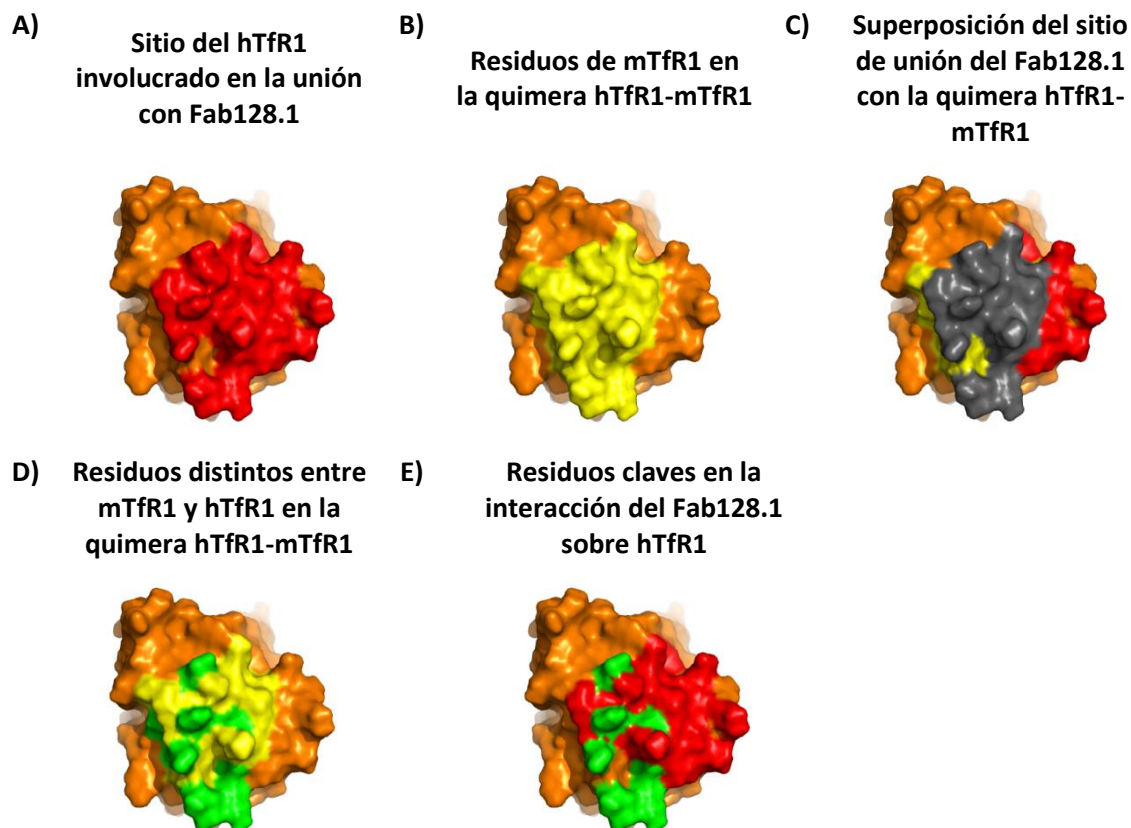 A)
Sitio del hTfR1
involucrado en la unión
con Fab128.1
B)
Residuos de mTfR1 en
la quimera hTfR1-mTfR1
C)
Superposición del sitio
de unión del Fab128.1
con la quimera hTfR1-
mTfR1
D)
Residuos distintos entre
mTfR1 y hTfR1 en la
quimera hTfR1-mTfR1
E)
Residuos claves en la
interacción del Fab128.1
sobre hTfR1